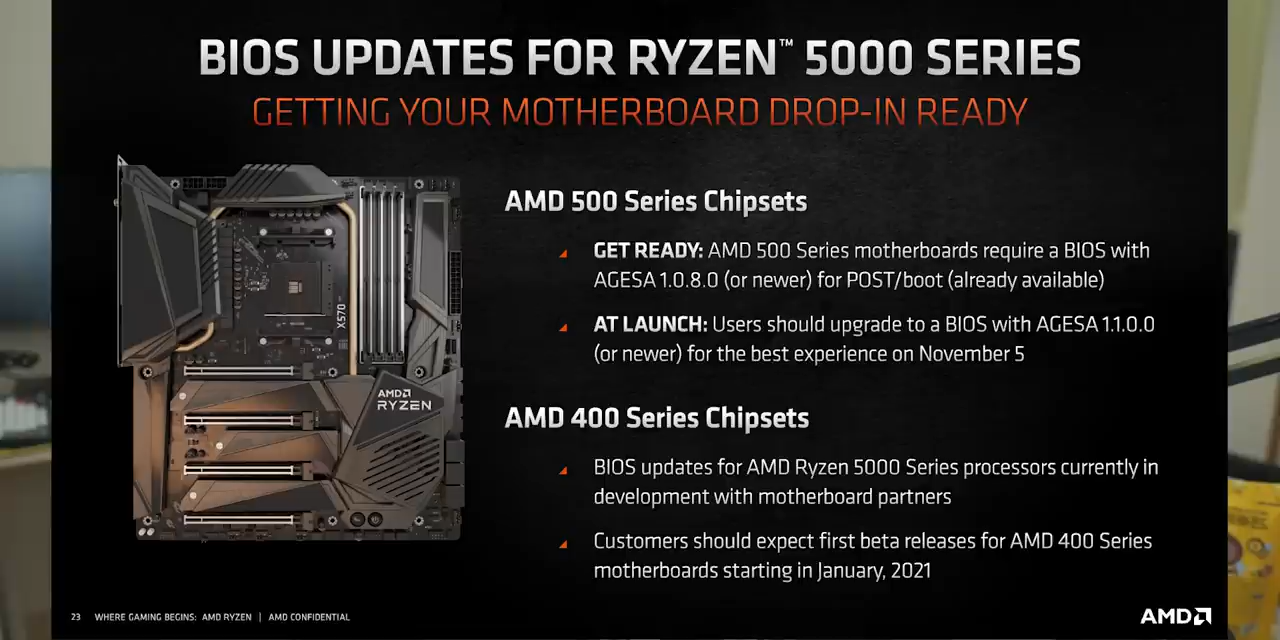 BIOS UPDATES FOR RYZEN™ 5000 SERIES
GETTING YOUR MOTHERBOARD DROP-IN READY
AMD 500 Series Chipsets
GET READY: AMD 500 Series motherboards require a BIOS with
AGESA 1.0.8.0 (or newer) for POST/boot (already available)
AT LAUNCH: Users should upgrade to a BIOS with AGESA 1.1.0.0
(or newer) for the best experience on November 5
X570
AMD
RYZEN
AMD 400 Series Chipsets
BIOS updates for AMD Ryzen 5000 Series processors currently in
development with motherboard partners
Customers should expect first beta releases for AMD 400 Series
motherboards starting in January, 2021
23 WHERE GAMING BEGINS: AMD RYZEN | AMD CONFIDENTIAL
AMD